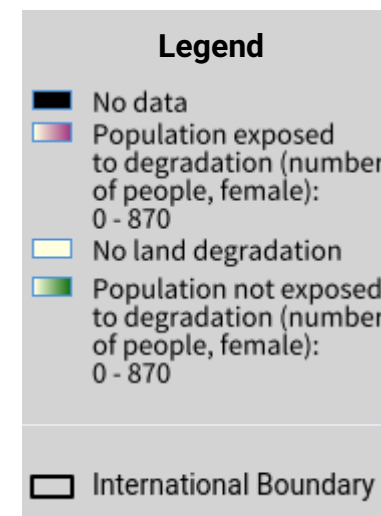 Legend
No data
Population exposed
to degradation (number
of people, female):
0 - 870
No land degradation
Population not exposed
to degradation (number
of people, female):
0 - 870
International Boundary